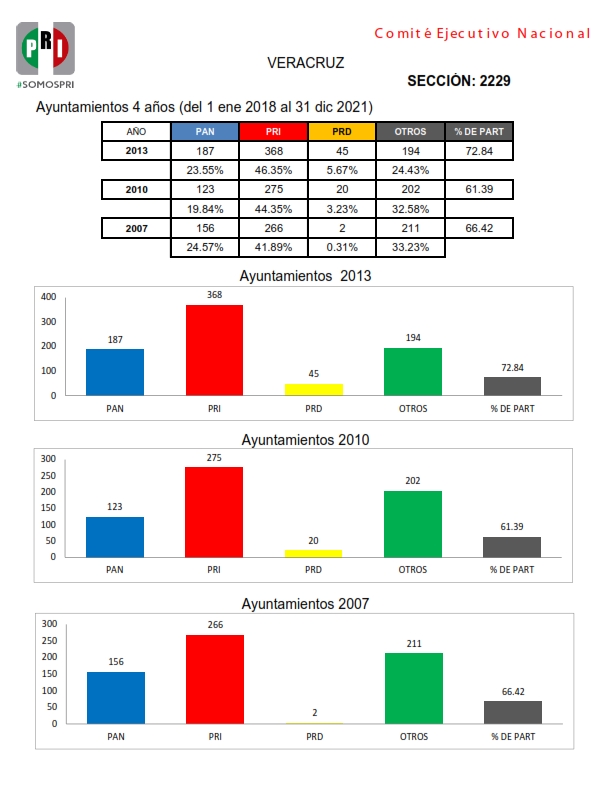 Comité Ejecutivo Nacional
PRI
#SOMOSPRI
VERACRUZ
SECCIÓN: 2229
Ayuntamientos 4 años (del 1 ene 2018 al 31 dic 2021)
AÑO PAN PRI PRD OTROS % DE PART
2013 187 368 45 194 72.84
23.55% 46.35% 5.67% 24.43%
2010 123 275 20 202 61.39
19.84% 44.35% 3.23% 32.58%
2007 156 266 2 211 66.42
24.57% 41.89% 0.31% 33.23%
Ayuntamientos 2013
400
300
200
100
0
187
368
45
194
72.84
PAN PRI PRD OTROS % DE PART
Ayuntamientos 2010
300
250
200
150
100
50
0
123
275
20
202
61.39
PAN PRI PRD OTROS % DE PART
Ayuntamientos 2007
300
250
200
150
100
50
0
156
266
2
211
66.42
PAN PRI PRD OTROS % DE PART